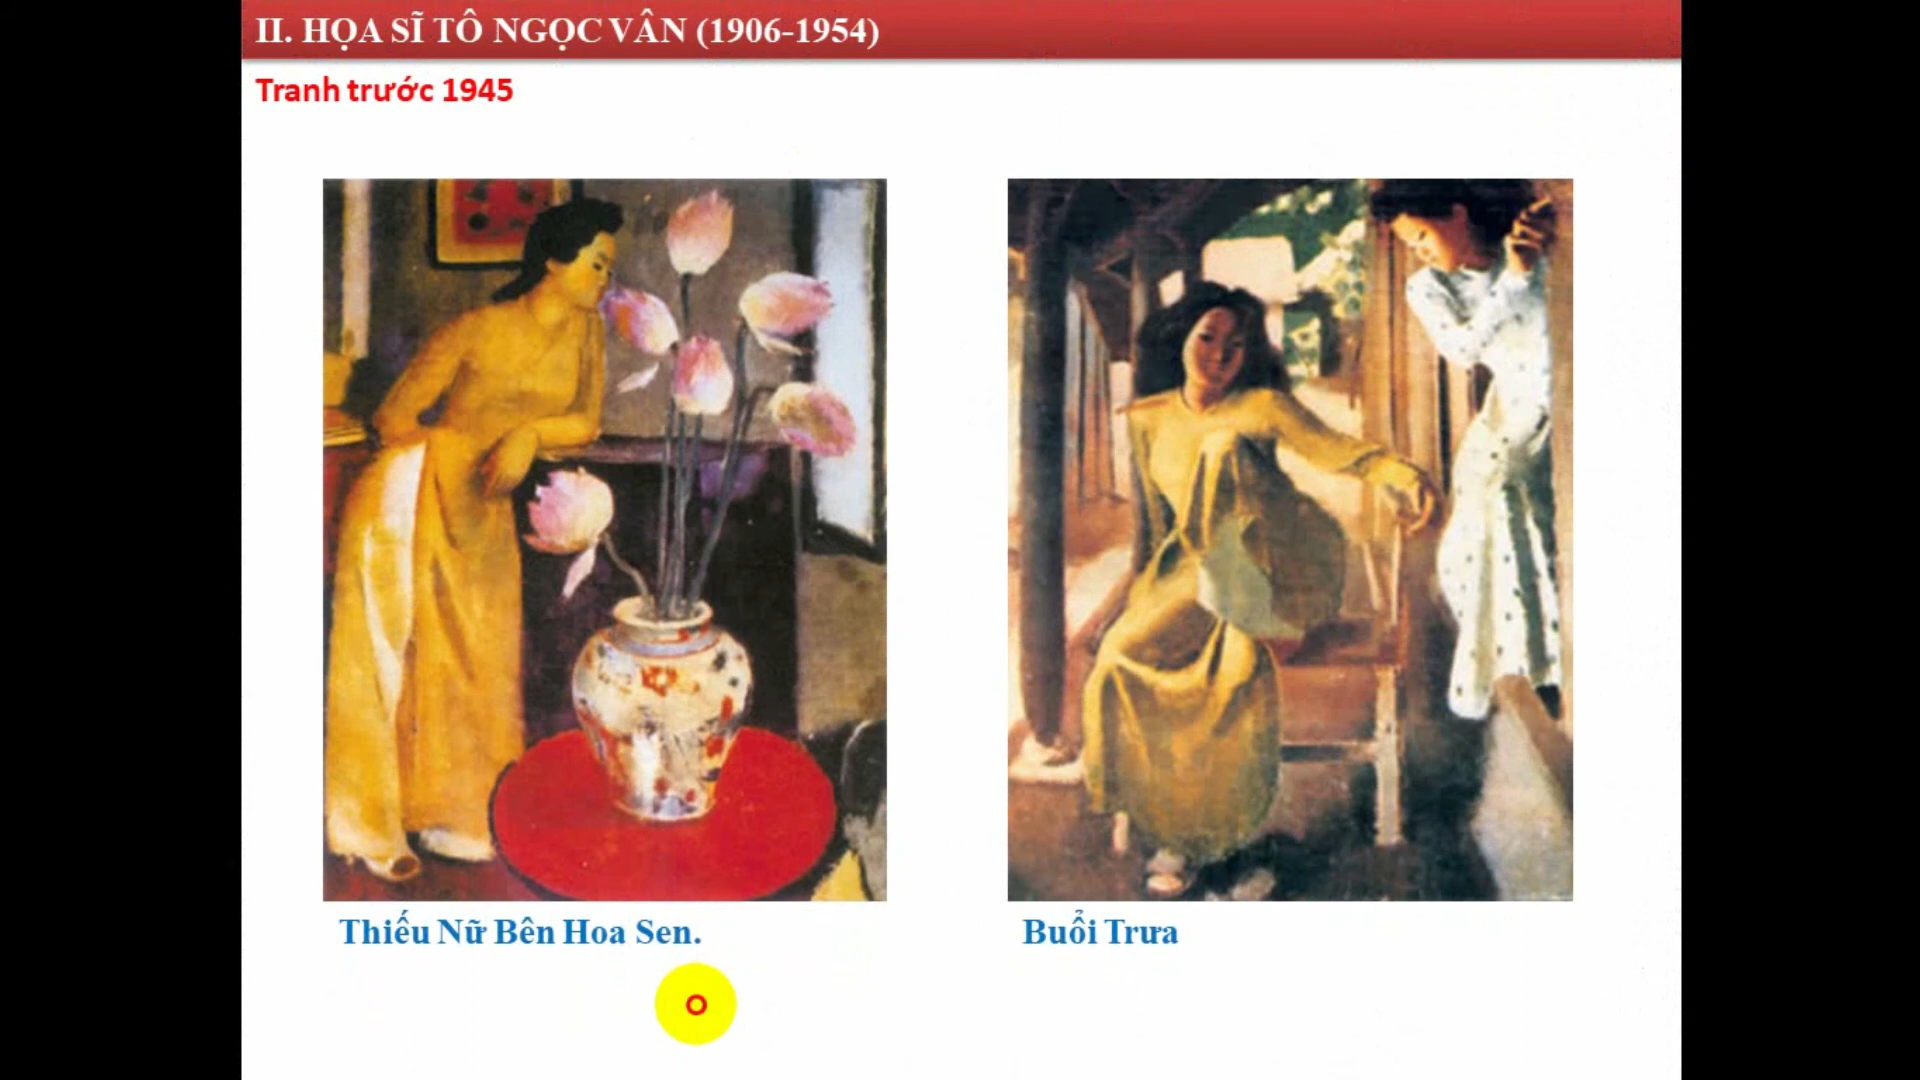 II. HỌA SĨ TÔ NGỌC VÂN (1906-1954)
Tranh trước 1945
Thiếu Nữ Bên Hoa Sen.
Buổi Trưa